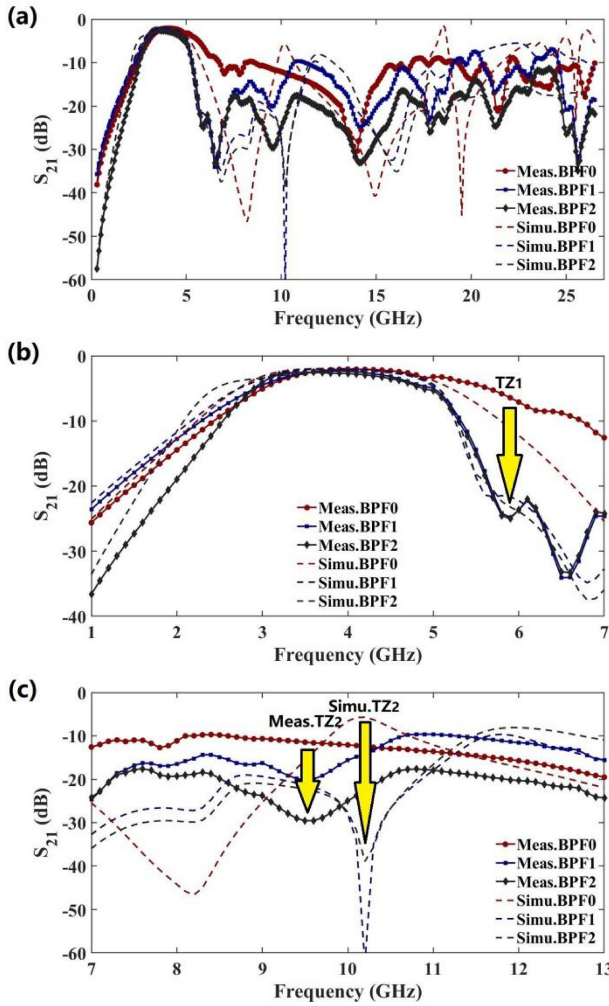 (a)
0
-10
-20
-30
-40
-50
-60
S21 (dB)
Meas.BPF0
Meas.BPF1
Meas.BPF2
Simu.BPF0
Simu.BPF1
Simu.BPF2
0 5 10 15 20 25
Frequency (GHz)
(b)
0
-10
-20
-30
-40
S21 (dB)
TZ1
Meas.BPF0
Meas.BPF1
Meas.BPF2
Simu.BPF0
Simu.BPF1
Simu.BPF2
1 2 3 4 5 6 7
Frequency (GHz)
(c)
0
-10
-20
-30
-40
-50
-60
S21 (dB)
Simu.TZ2
Meas.TZ2
Meas.BPF0
Meas.BPF1
Meas.BPF2
Simu.BPF0
Simu.BPF1
Simu.BPF2
7 8 9 10 11 12 13
Frequency (GHz)